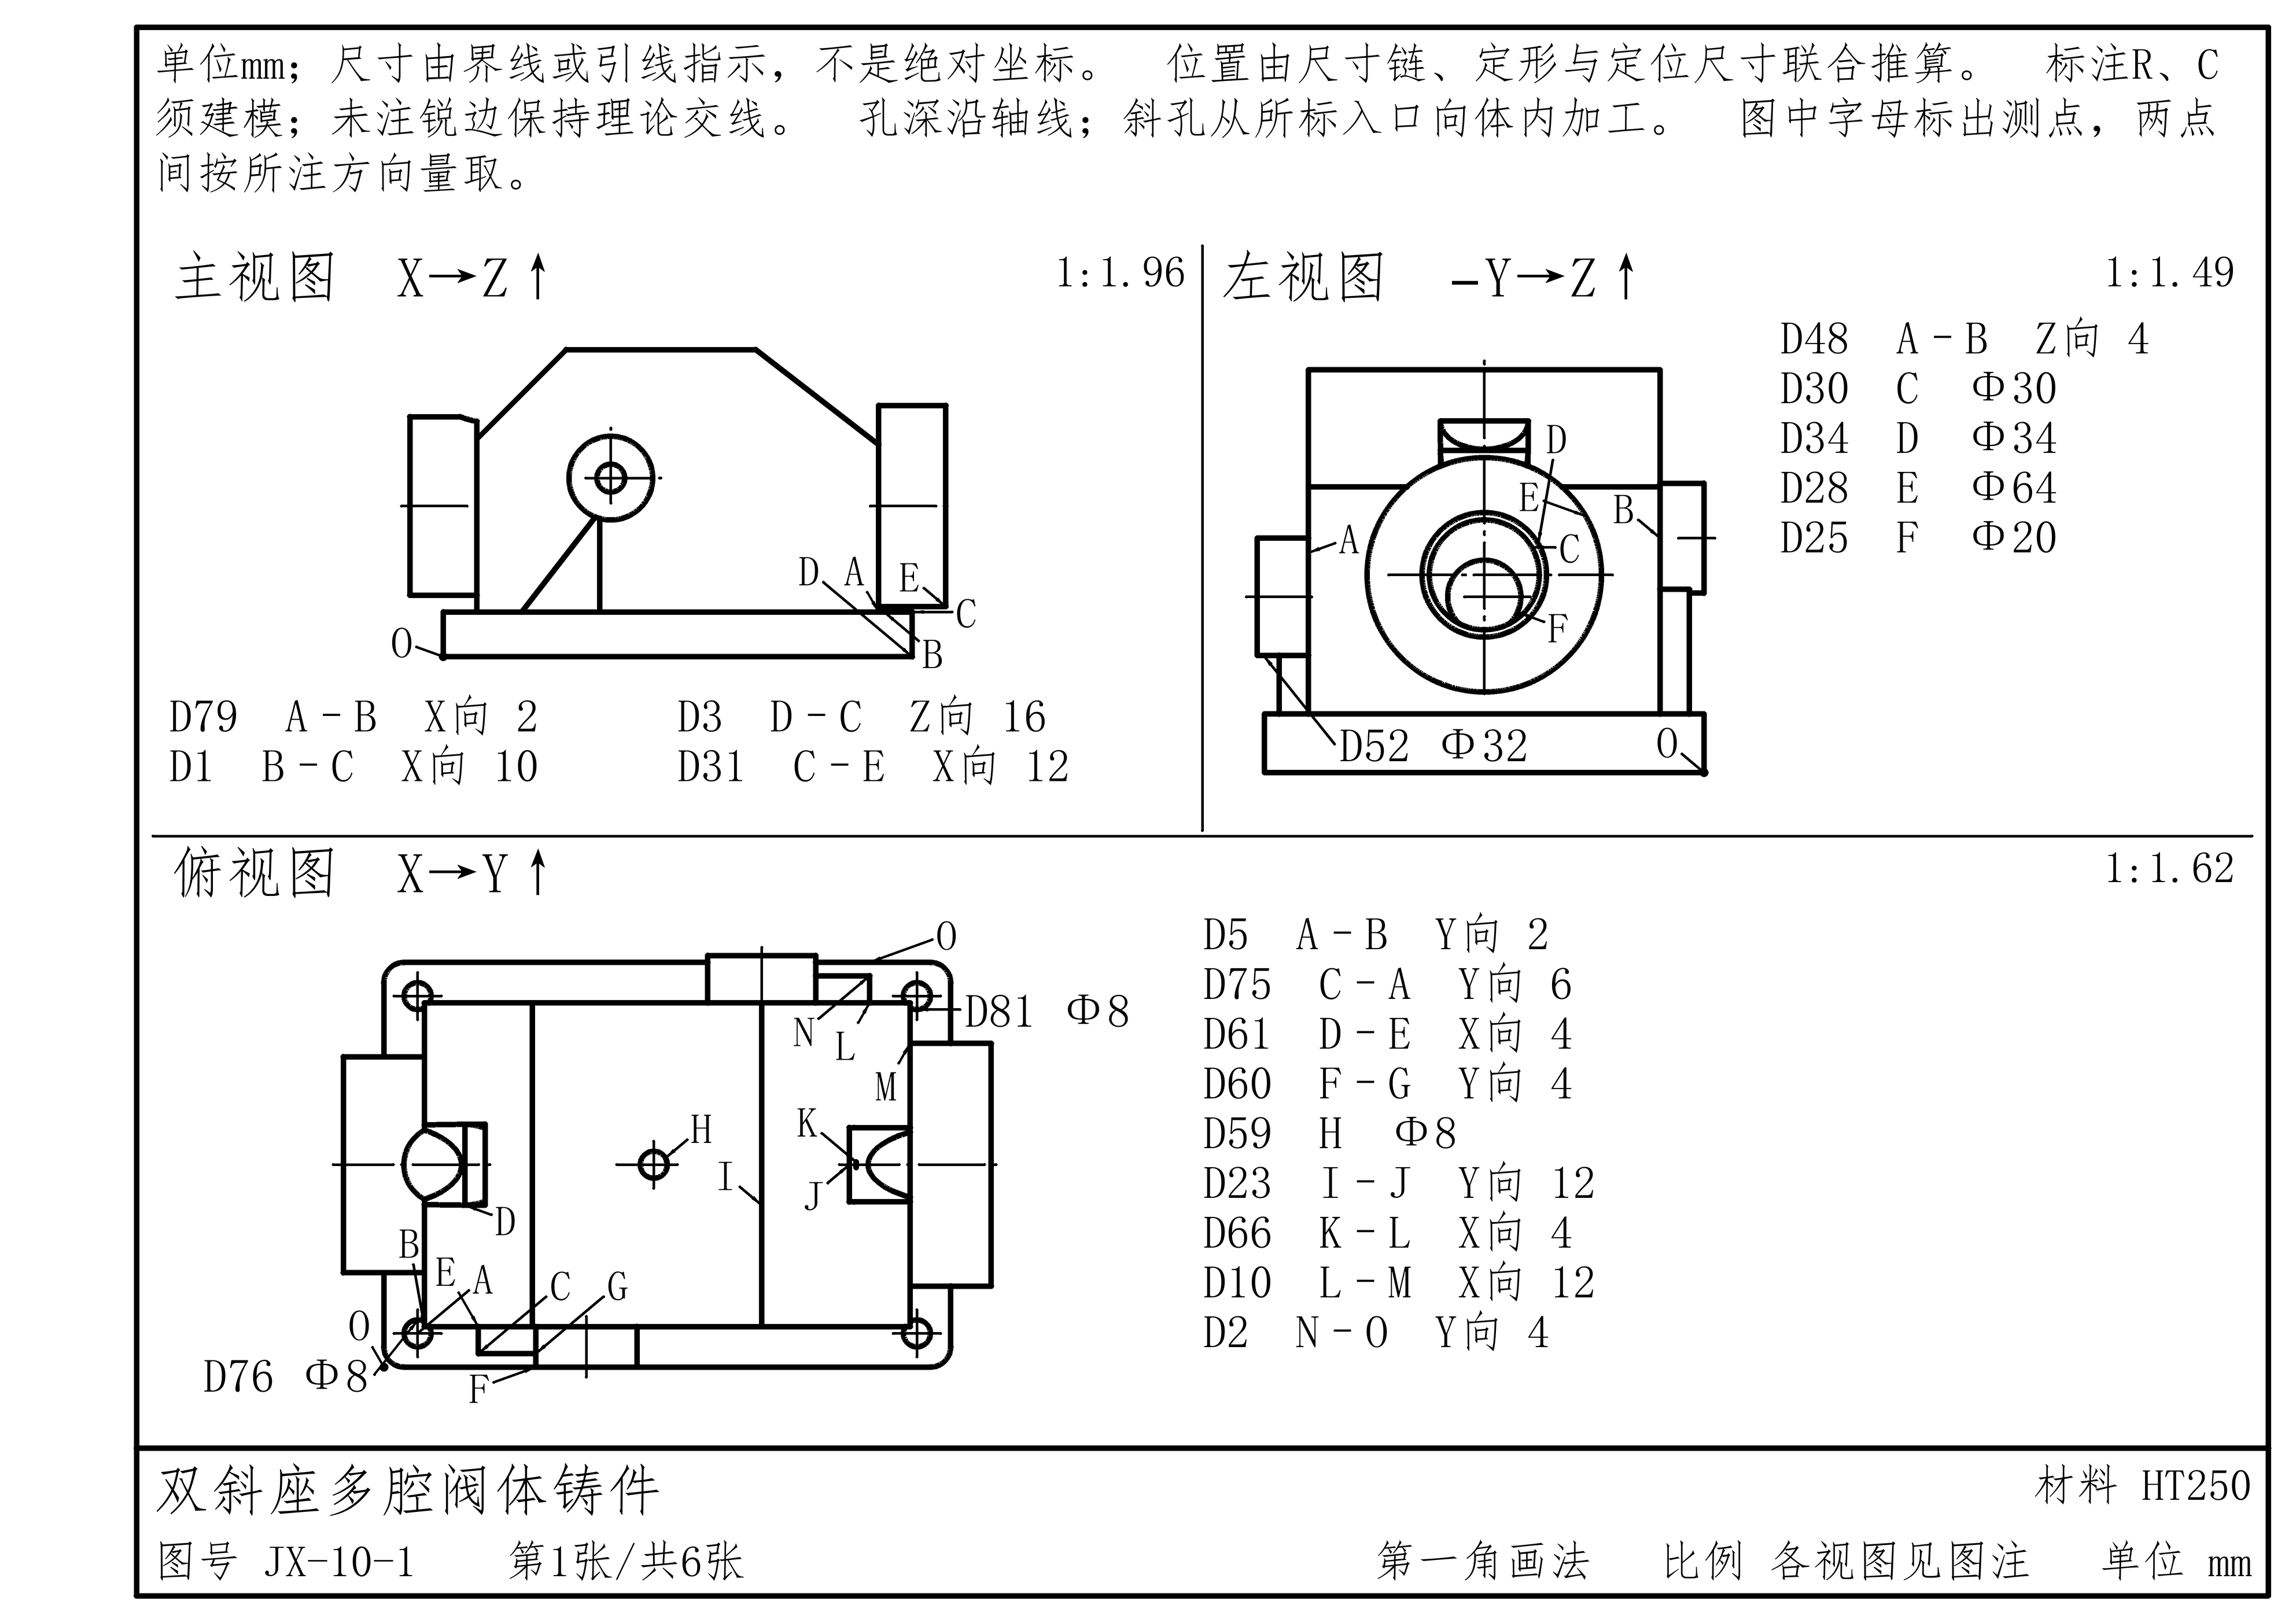 单位mm；尺寸由界线或引线指示，不是绝对坐标。 位置由尺寸链、定形与定位尺寸联合推算。 标注R、C
须建模；未注锐边保持理论交线。 孔深沿轴线；斜孔从所标入口向体内加工。 图中字母标出测点，两点
间按所注方向量取。
主视图 X→Z↑ 1:1.96
O
D A E
C
B
D79 A-B X向 2 D3 D-C Z向 16
D1 B-C X向 10 D31 C-E X向 12
左视图 -Y→Z↑ 1:1.49
D48 A-B Z向 4
D30 C Φ30
D34 D Φ34
D28 E Φ64
D25 F Φ20
D
E B
A C
F
O
D52 Φ32
俯视图 X→Y↑ 1:1.62
O
D81 Φ8
N L
M
K
H
I J
D
B
E A C G
O
D76 Φ8
F
D5 A-B Y向 2
D75 C-A Y向 6
D61 D-E X向 4
D60 F-G Y向 4
D59 H Φ8
D23 I-J Y向 12
D66 K-L X向 4
D10 L-M X向 12
D2 N-O Y向 4
双斜座多腔阀体铸件 材料 HT250
图号 JX-10-1 第1张/共6张 第一角画法 比例 各视图见图注 单位 mm